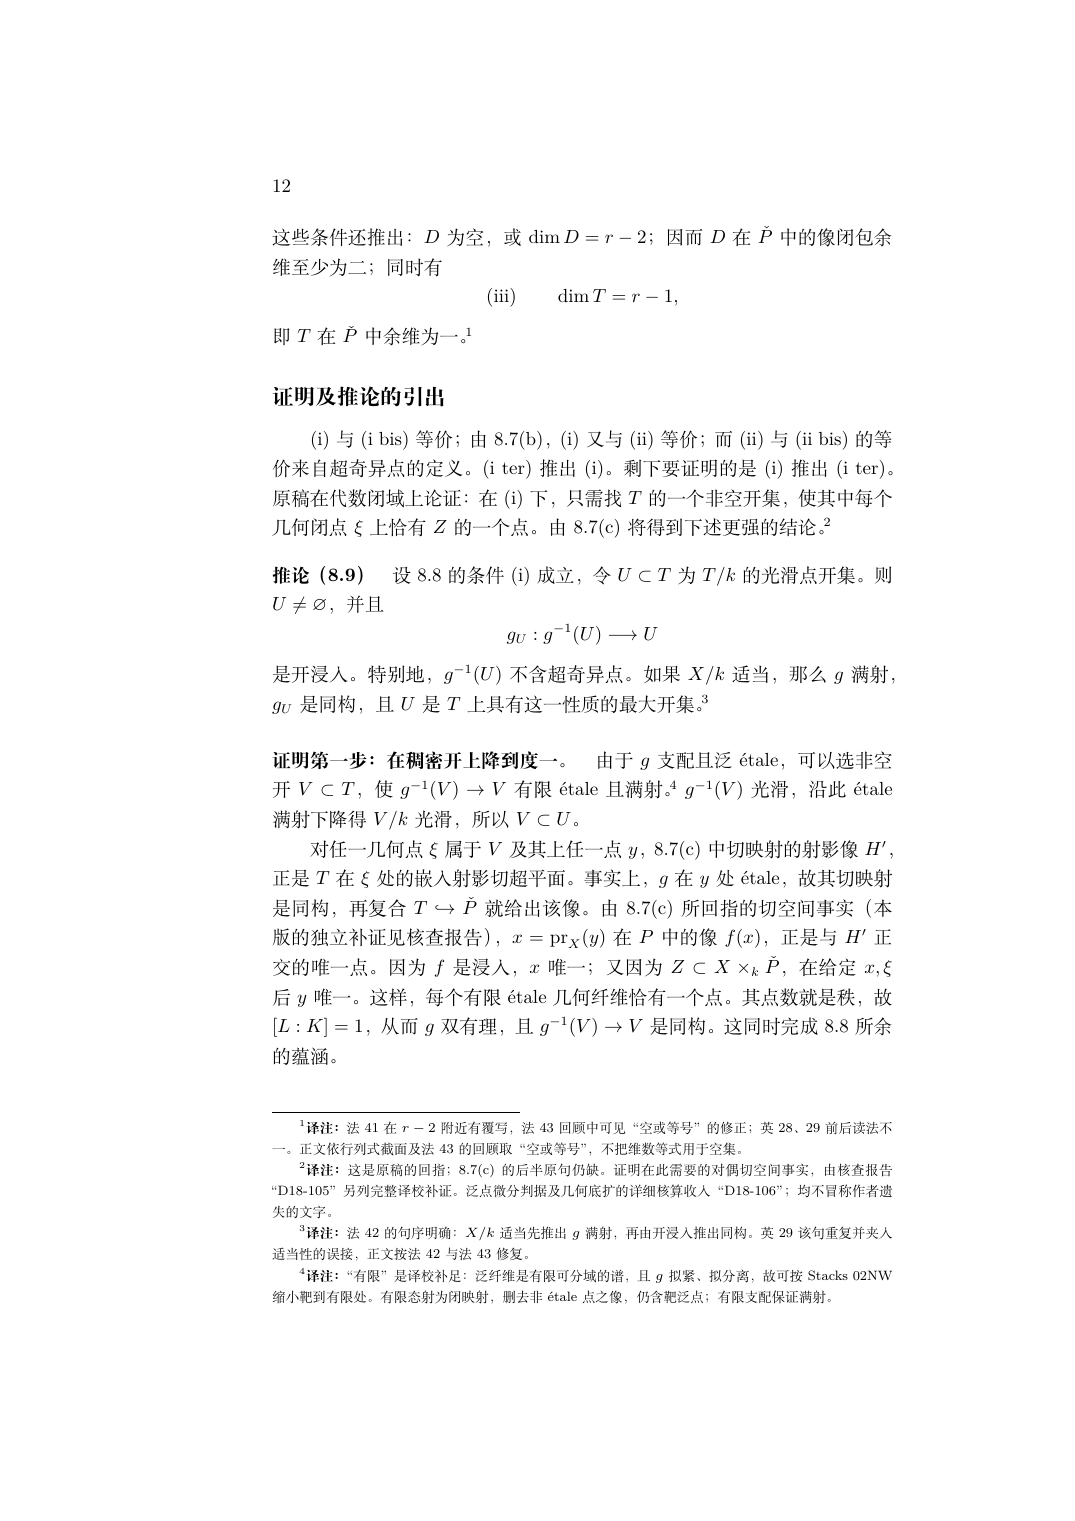 12
这些条件还推出：D 为空，或 dim D = r − 2；因而 D 在 P̌ 中的像闭包余
维至少为二；同时有
(iii) dim T = r − 1,
即 T 在 P̌ 中余维为一。¹
证明及推论的引出
(i) 与 (i bis) 等价；由 8.7(b)，(i) 又与 (ii) 等价；而 (ii) 与 (ii bis) 的等
价来自超奇异点的定义。(i ter) 推出 (i)。剩下要证明的是 (i) 推出 (i ter)。
原稿在代数闭域上论证：在 (i) 下，只需找 T 的一个非空开集，使其中每个
几何闭点 ξ 上恰有 Z 的一个点。由 8.7(c) 将得到下述更强的结论。²
推论（8.9） 设 8.8 的条件 (i) 成立，令 U ⊂ T 为 T/k 的光滑点开集。则
U ≠ ∅，并且
g_U : g⁻¹(U) ⟶ U
是开浸入。特别地，g⁻¹(U) 不含超奇异点。如果 X/k 适当，那么 g 满射，
g_U 是同构，且 U 是 T 上具有这一性质的最大开集。³
证明第一步：在稠密开上降到度一。 由于 g 支配且泛 étale，可以选非空
开 V ⊂ T，使 g⁻¹(V) → V 有限 étale 且满射。⁴ g⁻¹(V) 光滑，沿此 étale
满射下降得 V/k 光滑，所以 V ⊂ U。
对任一几何点 ξ 属于 V 及其上任一点 y，8.7(c) 中切映射的射影像 H′，
正是 T 在 ξ 处的嵌入射影切超平面。事实上，g 在 y 处 étale，故其切映射
是同构，再复合 T ↪ P̌ 就给出该像。由 8.7(c) 所回指的切空间事实（本
版的独立补证见核查报告），x = pr_X(y) 在 P 中的像 f(x)，正是与 H′ 正
交的唯一点。因为 f 是浸入，x 唯一；又因为 Z ⊂ X ×_k P̌，在给定 x, ξ
后 y 唯一。这样，每个有限 étale 几何纤维恰有一个点。其点数就是秩，故
[L : K] = 1，从而 g 双有理，且 g⁻¹(V) → V 是同构。这同时完成 8.8 所余
的蕴涵。
¹译注：法 41 在 r − 2 附近有覆写，法 43 回顾中可见 “空或等号” 的修正；英 28、29 前后读法不
一。正文依行列式截面及法 43 的回顾取 “空或等号”，不把维数等式用于空集。
²译注：这是原稿的回指；8.7(c) 的后半原句仍缺。证明在此需要的对偶切空间事实，由核查报告
“D18-105” 另列完整译校补证。泛点微分判据及几何底扩的详细核算收入 “D18-106”；均不冒称作者遗
失的文字。
³译注：法 42 的句序明确：X/k 适当先推出 g 满射，再由开浸入推出同构。英 29 该句重复并夹入
适当性的误接，正文按法 42 与法 43 修复。
⁴译注：“有限” 是译校补足：泛纤维是有限可分域的谱，且 g 拟紧、拟分离，故可按 Stacks 02NW
缩小靶到有限处。有限态射为闭映射，删去非 étale 点之像，仍含靶泛点；有限支配保证满射。